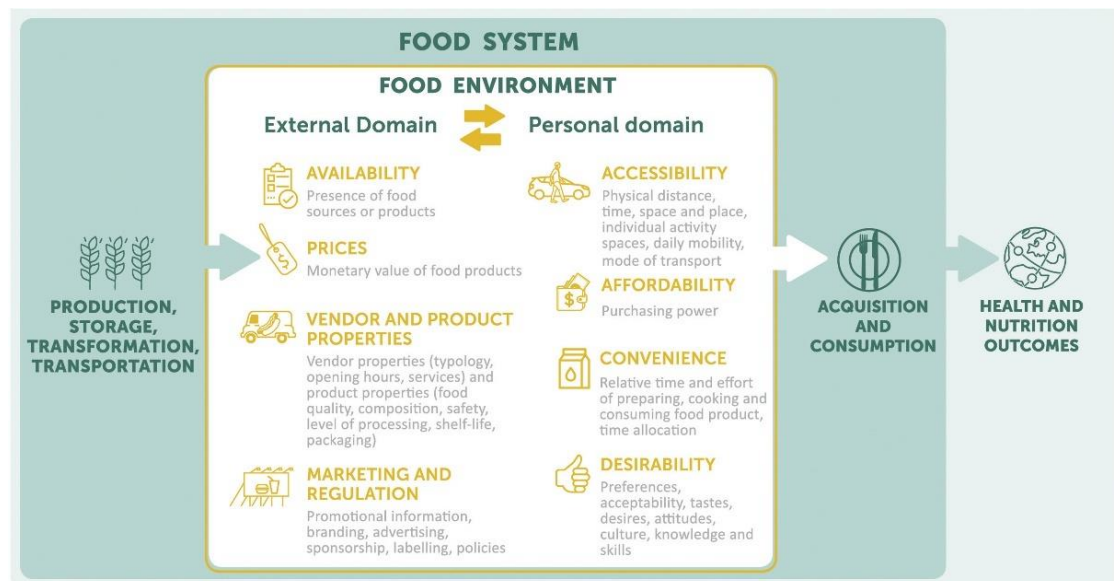 FOOD SYSTEM
FOOD ENVIRONMENT
External Domain
Personal domain
PRODUCTION,
STORAGE,
TRANSFORMATION,
TRANSPORTATION
AVAILABILITY
Presence of food
sources or products
PRICES
Monetary value of food products
VENDOR AND PRODUCT
PROPERTIES
Vendor properties (typology,
opening hours, services) and
product properties (food
quality, composition, safety,
level of processing, shelf-life,
packaging)
MARKETING AND
REGULATION
Promotional information,
branding, advertising,
sponsorship, labelling, policies
ACCESSIBILITY
Physical distance,
time, space and place,
individual activity
spaces, daily mobility,
mode of transport
AFFORDABILITY
$
Purchasing power
CONVENIENCE
Relative time and effort
of preparing, cooking and
consuming food product,
time allocation
DESIRABILITY
Preferences,
acceptability, tastes,
desires, attitudes,
culture, knowledge and
skills
ACQUISITION
AND
CONSUMPTION
HEALTH AND
NUTRITION
OUTCOMES